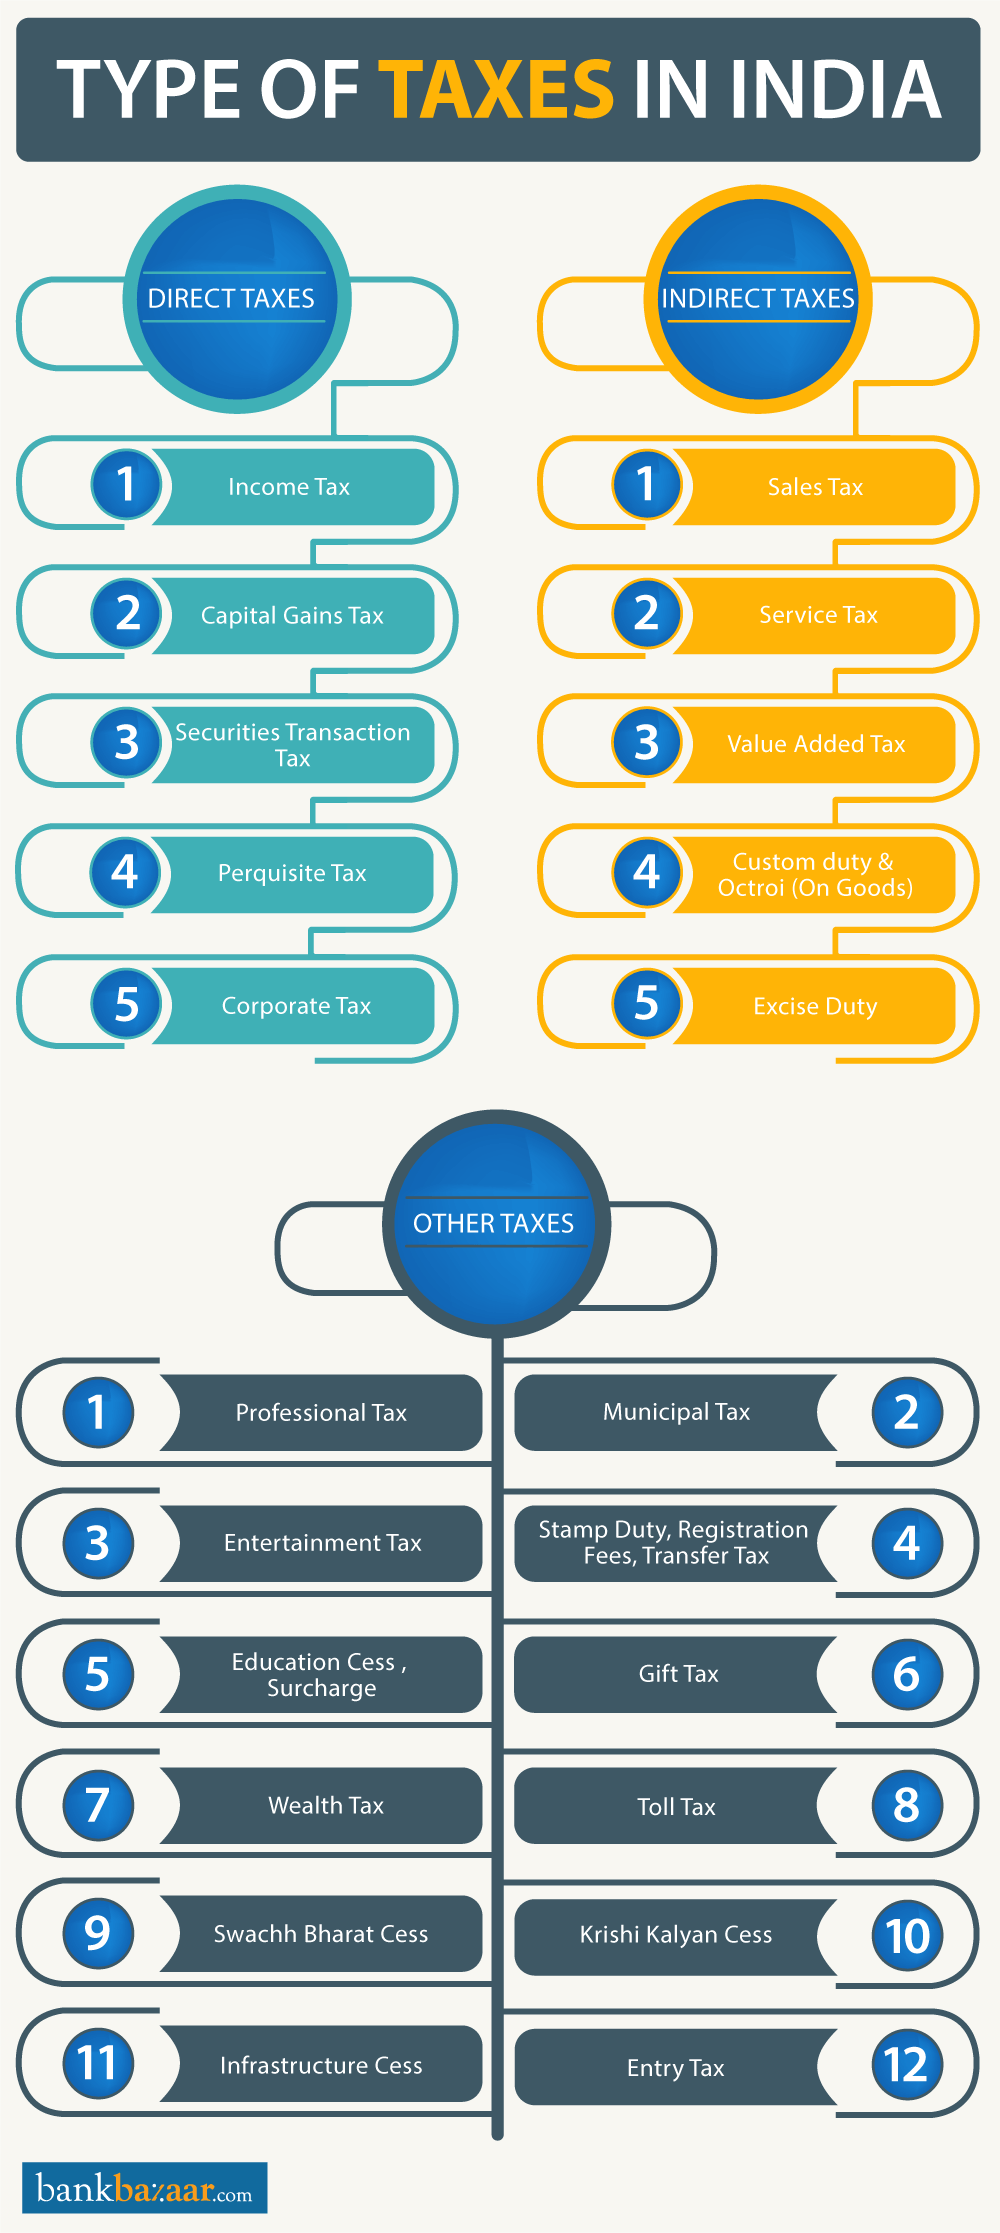 TYPE OF TAXES IN INDIA
DIRECT TAXES
1
Income Tax
2
Capital Gains Tax
3
Securities Transaction
Tax
4
Perquisite Tax
5
Corporate Tax
INDIRECT TAXES
1
Sales Tax
2
Service Tax
3
Value Added Tax
4
Custom duty &
Octroi (On Goods)
5
Excise Duty
OTHER TAXES
1
Professional Tax
Municipal Tax
2
3
Entertainment Tax
Stamp Duty, Registration
Fees, Transfer Tax
4
5
Education Cess ,
Surcharge
Gift Tax
6
7
Wealth Tax
Toll Tax
8
9
Swachh Bharat Cess
Krishi Kalyan Cess
10
11
Infrastructure Cess
Entry Tax
12
bankbazaar.com